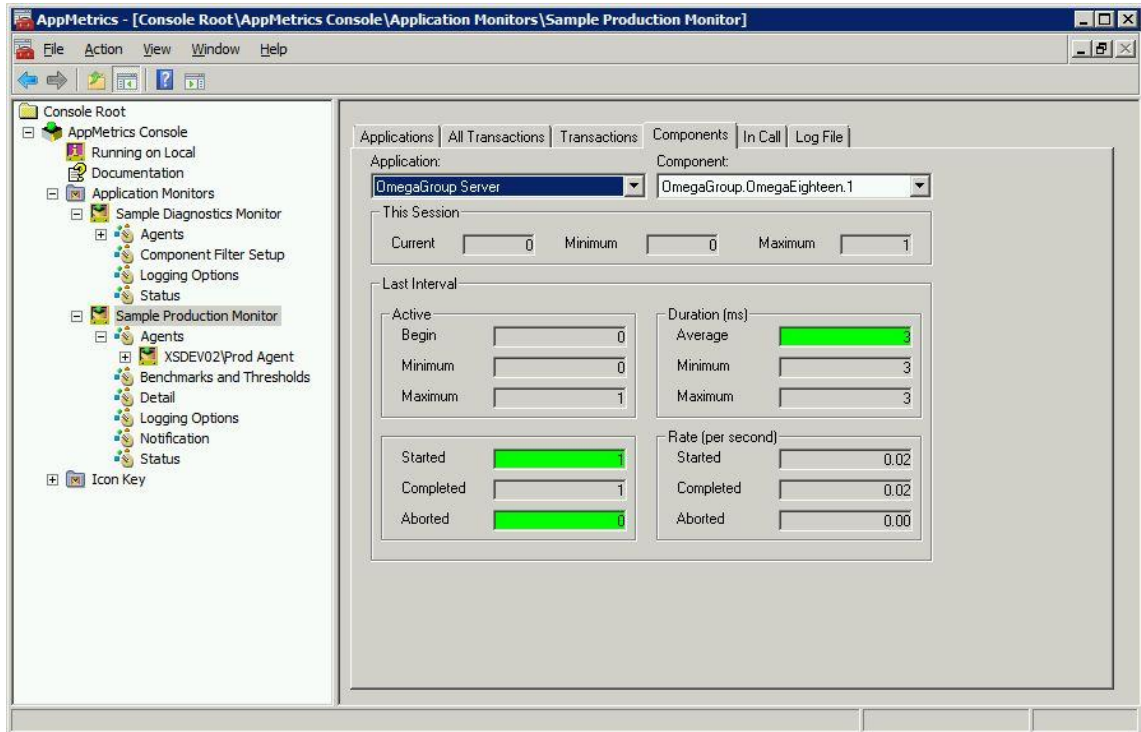 AppMetrics - [Console Root\AppMetrics Console\Application Monitors\Sample Production Monitor]
File Action View Window Help
Console Root
AppMetrics Console
Running on Local
Documentation
Application Monitors
Sample Diagnostics Monitor
Agents
Component Filter Setup
Logging Options
Status
Sample Production Monitor
Agents
XSDEV02\Prod Agent
Benchmarks and Thresholds
Detail
Logging Options
Notification
Status
Icon Key
Applications All Transactions Transactions Components In Call Log File
Application: Component:
OmegaGroup Server OmegaGroup.OmegaEighteen.1
This Session
Current 0 Minimum 0 Maximum 1
Last Interval
Active
Begin 0
Minimum 0
Maximum 1
Duration (ms)
Average 3
Minimum 3
Maximum 3
Started 1
Completed 1
Aborted 0
Rate (per second)
Started 0.02
Completed 0.02
Aborted 0.00